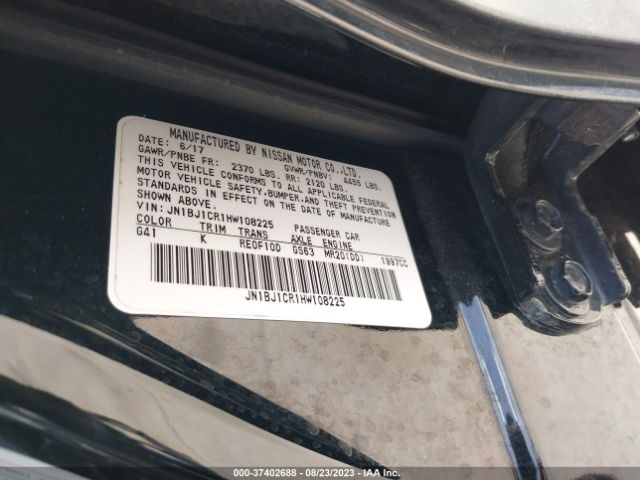 MANUFACTURED BY NISSAN MOTOR CO.,LTD.
DATE: 6/17 GVWR/PNBV: 4455 LBS.
GAWR/PNBE FR: 2370 LBS. RR: 2120 LBS.
THIS VEHICLE CONFORMS TO ALL APPLICABLE FEDERAL
MOTOR VEHICLE SAFETY,BUMPER,AND THEFT PREVENTION
STANDARDS IN EFFECT ON THE DATE OF MANUFACTURE
SHOWN ABOVE.
VIN: JN1BJ1CR1HW108225 PASSENGER CAR
COLOR TRIM TRANS AXLE ENGINE
G41 K RE0F10D GS63 MR20(DD) 1997CC
JN1BJ1CR1HW108225
000-37402688 - 08/23/2023 - IAA Inc.